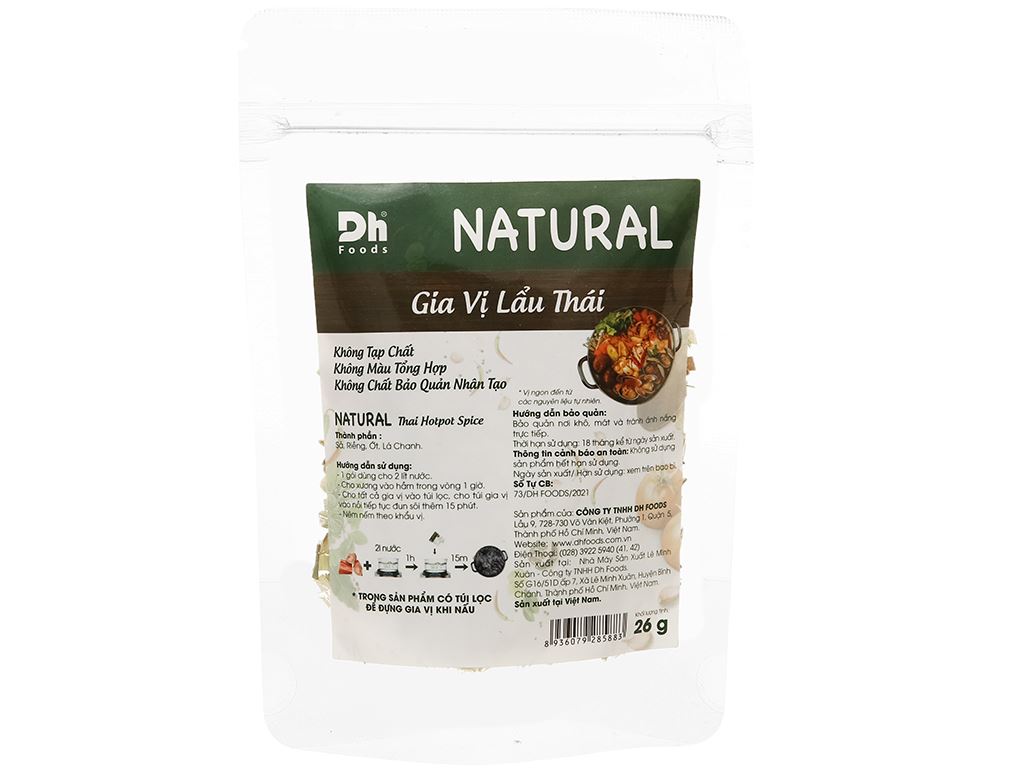 Dh®
Foods
NATURAL
Gia Vị Lẩu Thái
Không Tạp Chất
Không Màu Tổng Hợp
Không Chất Bảo Quản Nhân Tạo
* Vị ngon đến từ
các nguyên liệu tự nhiên.
NATURAL Thai Hotpot Spice
Thành phần :
Sả, Riềng, Ớt, Lá Chanh.
Hướng dẫn sử dụng:
- 1 gói dùng cho 2 lít nước.
- Cho xương vào hầm trong vòng 1 giờ.
- Cho tất cả gia vị vào túi lọc, cho túi gia vị
vào nồi tiếp tục đun sôi thêm 15 phút.
- Nêm nếm theo khẩu vị.
2l nước
1h
15m
* TRONG SẢN PHẨM CÓ TÚI LỌC
ĐỂ ĐỰNG GIA VỊ KHI NẤU
Hướng dẫn bảo quản:
Bảo quản nơi khô, mát và tránh ánh nắng
trực tiếp.
Thời hạn sử dụng: 18 tháng kể từ ngày sản xuất.
Thông tin cảnh báo an toàn: Không sử dụng
sản phẩm hết hạn sử dụng.
Ngày sản xuất/ Hạn sử dụng: xem trên bao bì.
Số Tự CB:
73/DH FOODS/2021
Sản phẩm của: CÔNG TY TNHH DH FOODS
Lầu 9, 728-730 Võ Văn Kiệt, Phường 1, Quận 5,
Thành phố Hồ Chí Minh, Việt Nam.
Website: www.dhfoods.com.vn
Điện Thoại: (028) 3922 5940 (41. 42)
Sản xuất tại: Nhà Máy Sản Xuất Lê Minh
Xuân - Công ty TNHH Dh Foods.
Số G16/51D ấp 7, Xã Lê Minh Xuân, Huyện Bình
Chánh, Thành phố Hồ Chí Minh, Việt Nam.
Sản xuất tại Việt Nam.
Khối lượng tịnh:
26 g
8 936079 285883